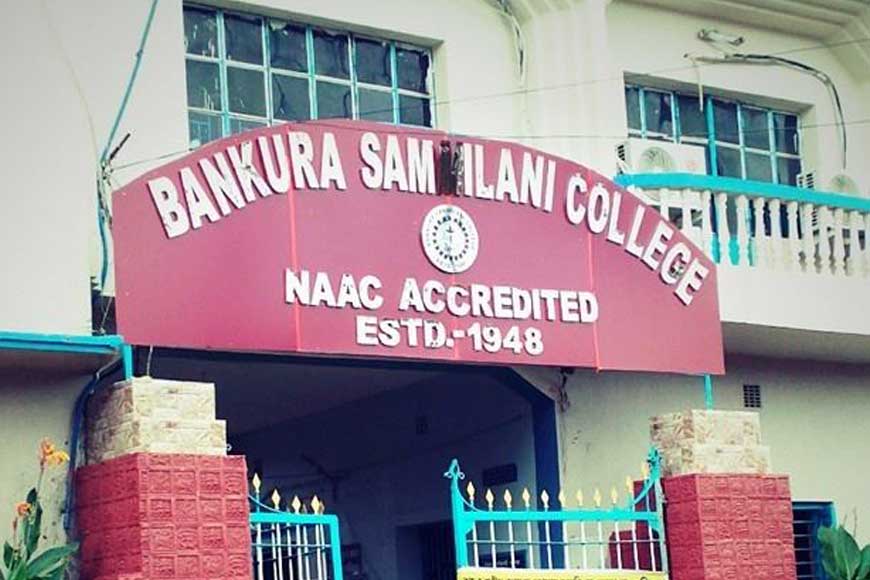 BANKURA SAMMILANI COLLEGE
NAAC ACCREDITED
ESTD.-1948